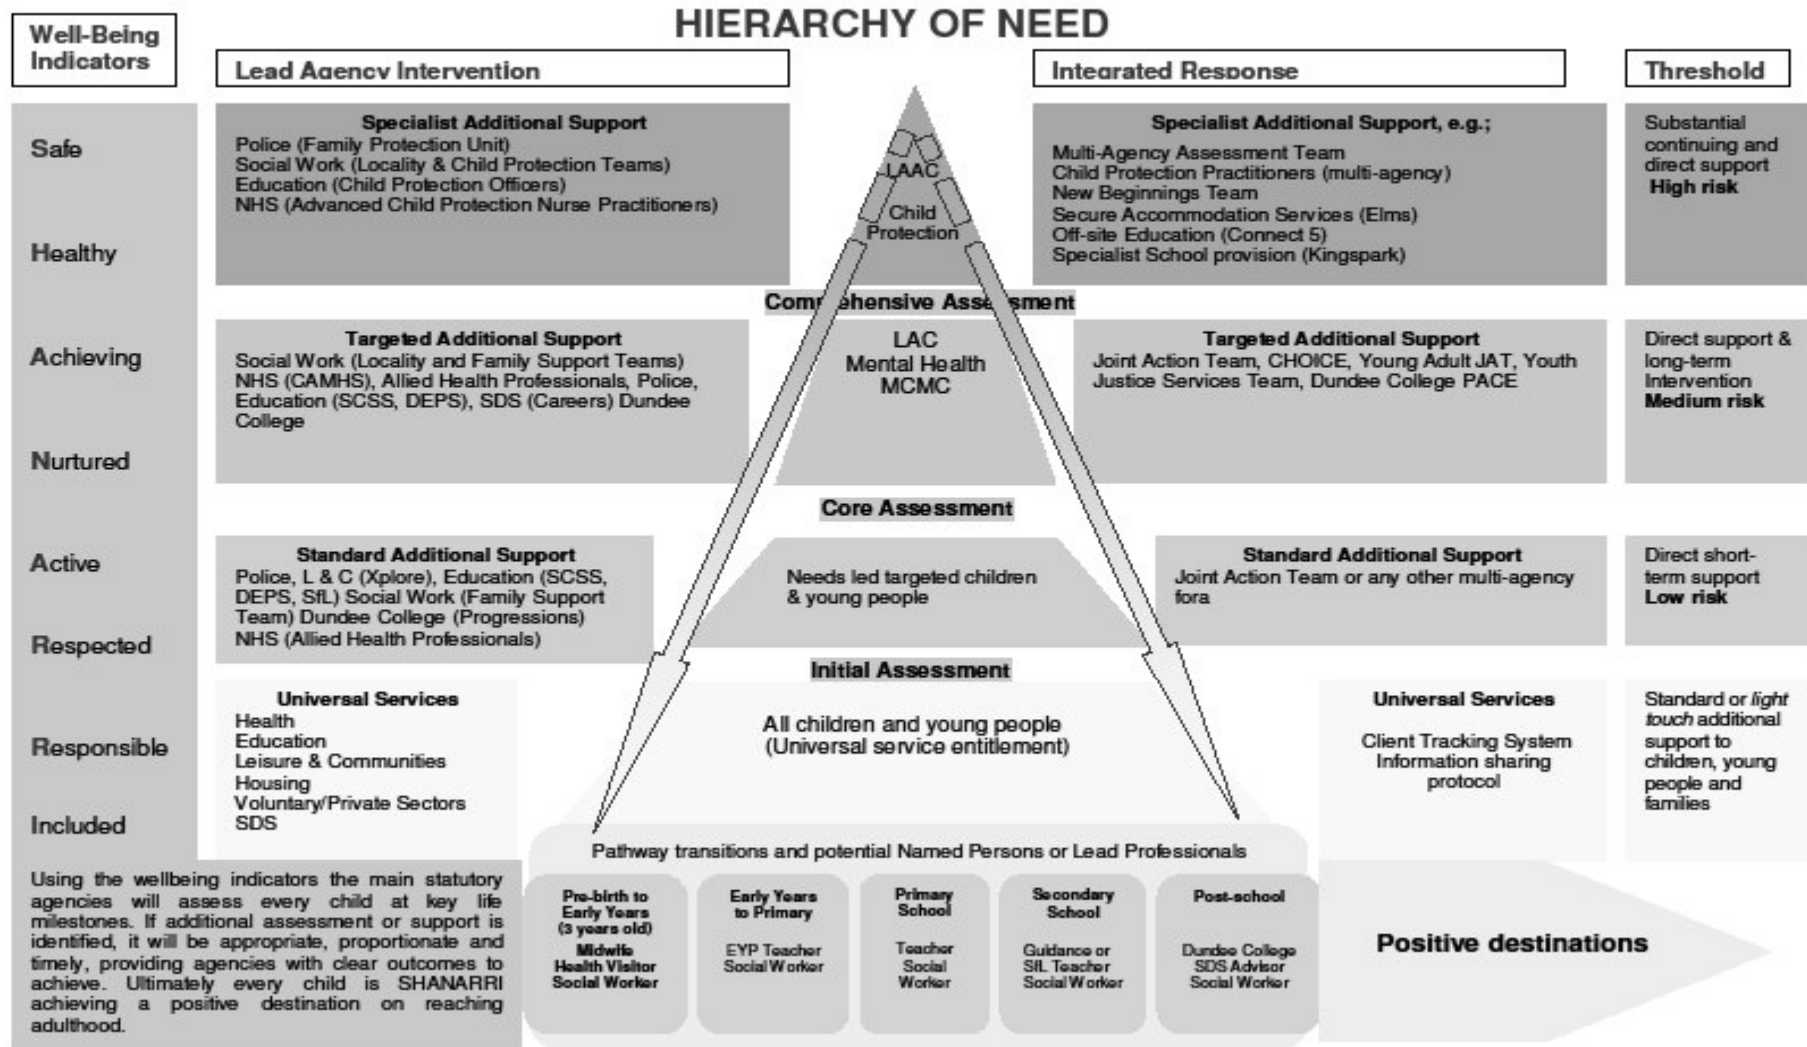 HIERARCHY OF NEED
Well-Being
Indicators
Lead Agency Intervention
Integrated Response
Threshold
Safe
Healthy
Achieving
Nurtured
Active
Respected
Responsible
Included
Specialist Additional Support
Police (Family Protection Unit)
Social Work (Locality & Child Protection Teams)
Education (Child Protection Officers)
NHS (Advanced Child Protection Nurse Practitioners)
LAAC
Child
Protection
Specialist Additional Support, e.g.;
Multi-Agency Assessment Team
Child Protection Practitioners (multi-agency)
New Beginnings Team
Secure Accommodation Services (Elms)
Off-site Education (Connect 5)
Specialist School provision (Kingspark)
Substantial
continuing and
direct support
High risk
Comprehensive Assessment
Targeted Additional Support
Social Work (Locality and Family Support Teams)
NHS (CAMHS), Allied Health Professionals, Police,
Education (SCSS, DEPS), SDS (Careers) Dundee
College
LAC
Mental Health
MCMC
Targeted Additional Support
Joint Action Team, CHOICE, Young Adult JAT, Youth
Justice Services Team, Dundee College PACE
Direct support &
long-term
Intervention
Medium risk
Core Assessment
Standard Additional Support
Police, L & C (Xplore), Education (SCSS,
DEPS, SfL) Social Work (Family Support
Team) Dundee College (Progressions)
NHS (Allied Health Professionals)
Needs led targeted children
& young people
Standard Additional Support
Joint Action Team or any other multi-agency
fora
Direct short-
term support
Low risk
Initial Assessment
Universal Services
Health
Education
Leisure & Communities
Housing
Voluntary/Private Sectors
SDS
All children and young people
(Universal service entitlement)
Universal Services
Client Tracking System
Information sharing
protocol
Standard or light
touch additional
support to
children, young
people and
families
Pathway transitions and potential Named Persons or Lead Professionals
Using the wellbeing indicators the main statutory
agencies will assess every child at key life
milestones. If additional assessment or support is
identified, it will be appropriate, proportionate and
timely, providing agencies with clear outcomes to
achieve. Ultimately every child is SHANARRI
achieving a positive destination on reaching
adulthood.
Pre-birth to
Early Years
(3 years old)
Midwife
Health Visitor
Social Worker
Early Years
to Primary
EYP Teacher
Social Worker
Primary
School
Teacher
Social
Worker
Secondary
School
Guidance or
SfL Teacher
Social Worker
Post-school
Dundee College
SDS Advisor
Social Worker
Positive destinations